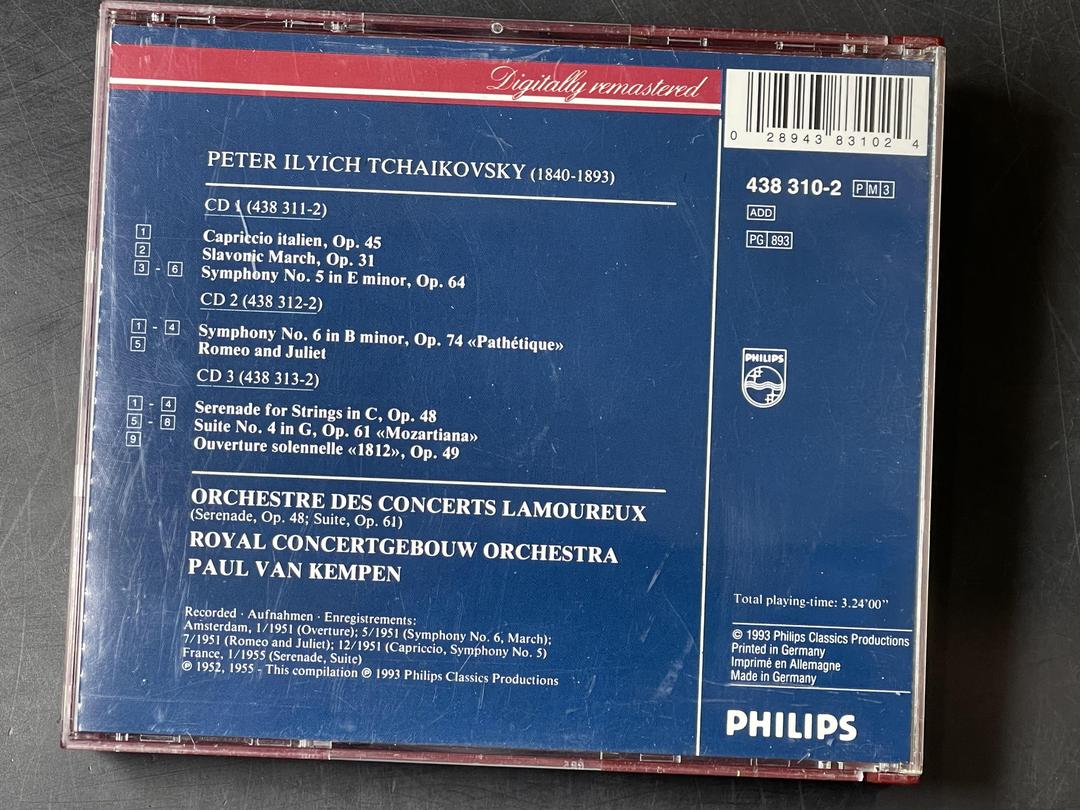 Digitally remastered
PETER ILYICH TCHAIKOVSKY (1840-1893)
CD 1 (438 311-2)
1 Capriccio italien, Op. 45
2 Slavonic March, Op. 31
3 - 6 Symphony No. 5 in E minor, Op. 64
CD 2 (438 312-2)
1 - 4 Symphony No. 6 in B minor, Op. 74 «Pathétique»
5 Romeo and Juliet
CD 3 (438 313-2)
1 - 4 Serenade for Strings in C, Op. 48
5 - 8 Suite No. 4 in G, Op. 61 «Mozartiana»
9 Ouverture solennelle «1812», Op. 49
ORCHESTRE DES CONCERTS LAMOUREUX
(Serenade, Op. 48; Suite, Op. 61)
ROYAL CONCERTGEBOUW ORCHESTRA
PAUL VAN KEMPEN
Recorded · Aufnahmen · Enregistrements:
Amsterdam, 1/1951 (Overture); 5/1951 (Symphony No. 6, March);
7/1951 (Romeo and Juliet); 12/1951 (Capriccio, Symphony No. 5)
France, 1/1955 (Serenade, Suite)
℗ 1952, 1955 - This compilation ℗ 1993 Philips Classics Productions
0 28943 83102 4
438 310-2 PM3
ADD
PG 893
PHILIPS
Total playing-time: 3.24'00"
© 1993 Philips Classics Productions
Printed in Germany
Imprimé en Allemagne
Made in Germany
PHILIPS